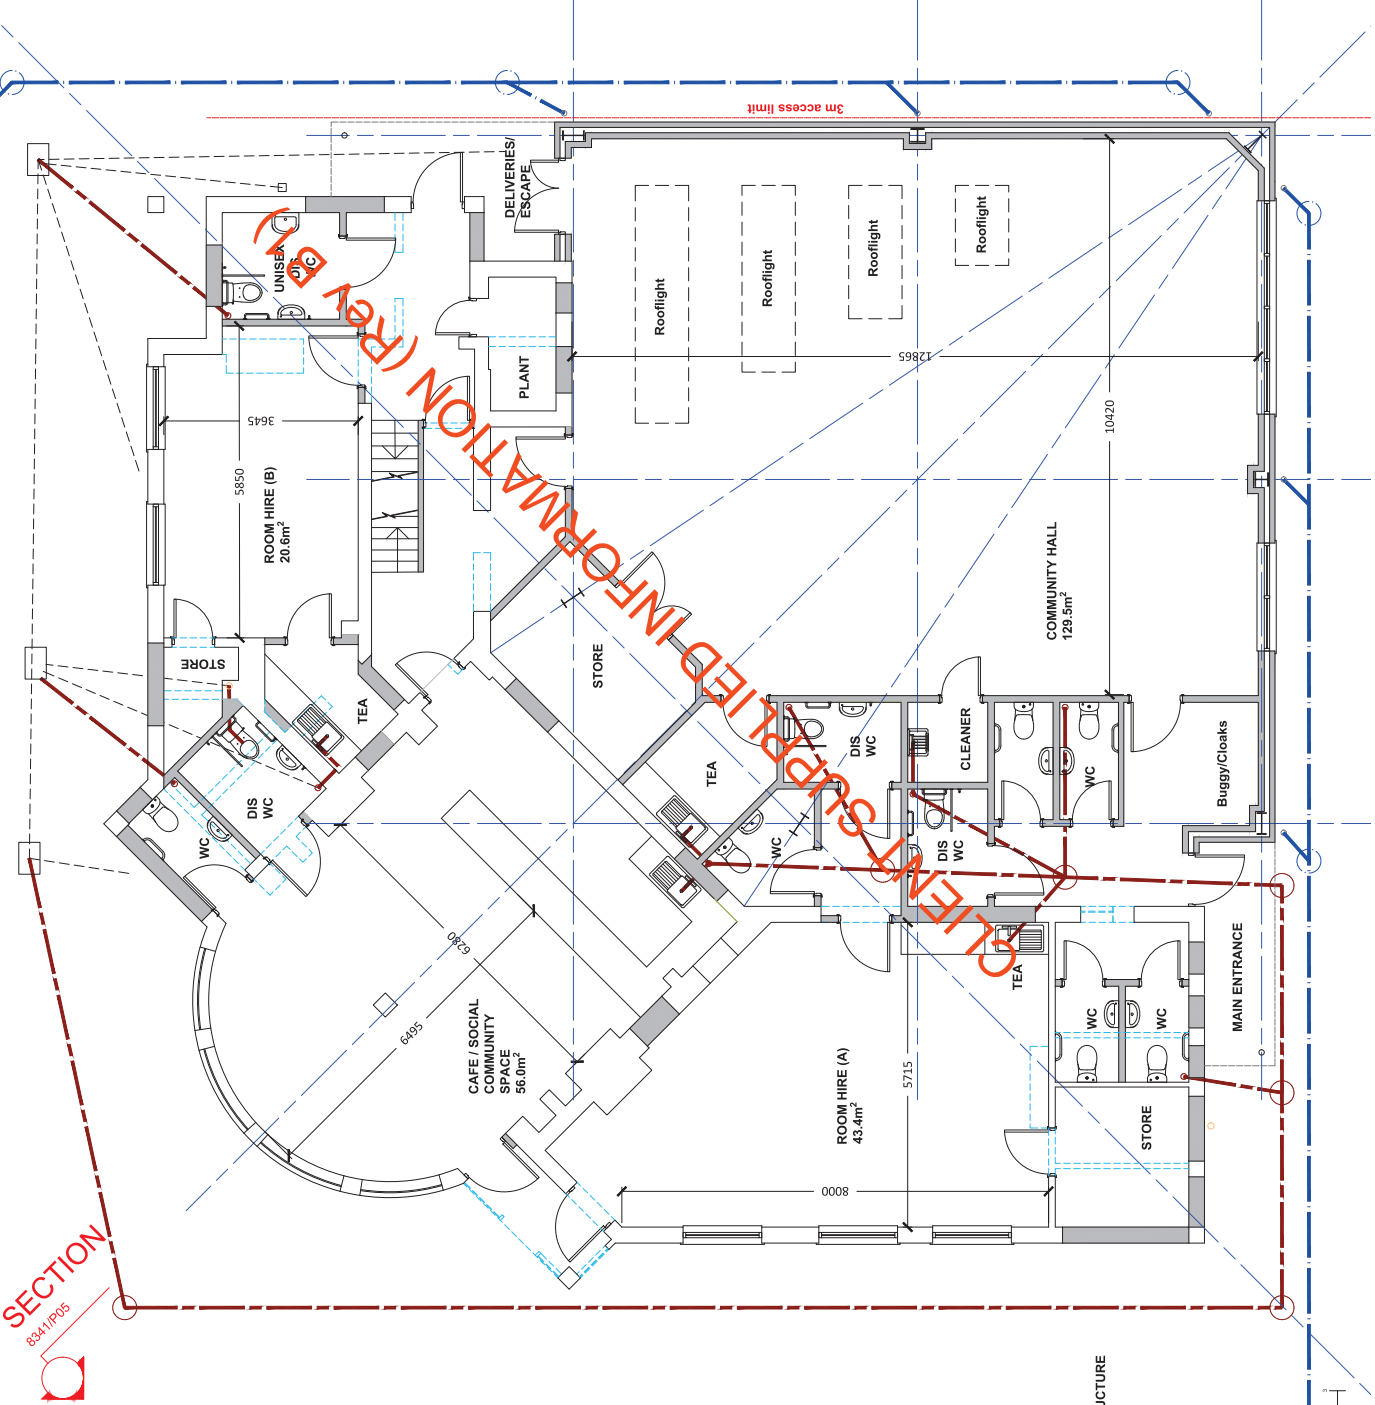 3m access limit
DELIVERIES/
ESCAPE
UNISEX
DIS
WC
Rooflight
Rooflight
Rooflight
Rooflight
PLANT
12865
10420
3645
5850
ROOM HIRE (B)
20.6m²
COMMUNITY HALL
129.5m²
STORE
STORE
TEA
TEA
DIS
WC
DIS
WC
WC
CLEANER
WC
Buggy/Cloaks
WC
DIS
WC
6280
6495
CAFE / SOCIAL
COMMUNITY
SPACE
56.0m²
ROOM HIRE (A)
43.4m²
5715
8000
TEA
WC
WC
MAIN ENTRANCE
STORE
CLIENT SUPPLIED INFORMATION (Rev B1)
SECTION
8341/P05
UCTURE